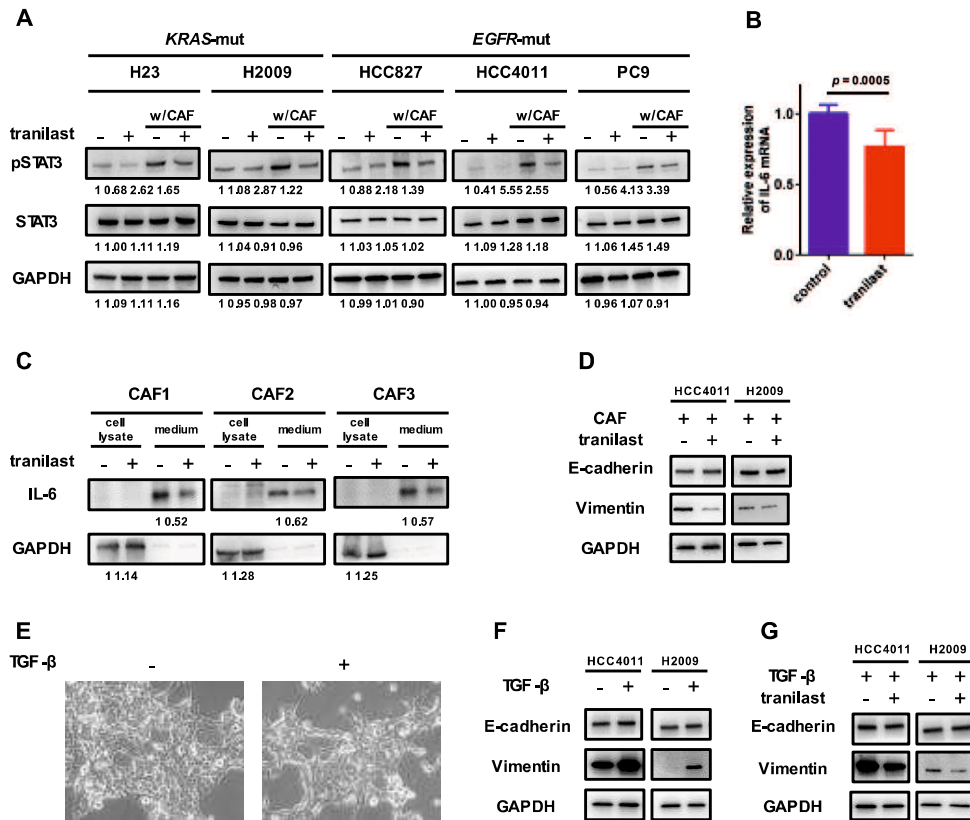 A
KRAS-mut EGFR-mut
H23 H2009 HCC827 HCC4011 PC9
w/CAF w/CAF w/CAF w/CAF w/CAF
tranilast - + - + - + - + - + - + - + - + - + - +
pSTAT3
1 0.68 2.62 1.65 1 1.08 2.87 1.22 1 0.88 2.18 1.39 1 0.41 5.55 2.55 1 0.56 4.13 3.39
STAT3
1 1.00 1.11 1.19 1 1.04 0.91 0.96 1 1.03 1.05 1.02 1 1.09 1.28 1.18 1 1.06 1.45 1.49
GAPDH
1 1.09 1.11 1.16 1 0.95 0.98 0.97 1 0.99 1.01 0.90 1 1.00 0.95 0.94 1 0.96 1.07 0.91
B
p = 0.0005
Relative expression
of IL-6 mRNA
1.0
0.5
0.0
control
tranilast
C
CAF1 CAF2 CAF3
cell lysate medium cell lysate medium cell lysate medium
tranilast - + - + - + - + - + - +
IL-6
1 0.52 1 0.62 1 0.57
GAPDH
1 1.14 1 1.28 1 1.25
D
HCC4011 H2009
CAF + + + +
tranilast - + - +
E-cadherin
Vimentin
GAPDH
E
TGF-β - +
F
HCC4011 H2009
TGF-β - + - +
E-cadherin
Vimentin
GAPDH
G
HCC4011 H2009
TGF-β + + + +
tranilast - + - +
E-cadherin
Vimentin
GAPDH